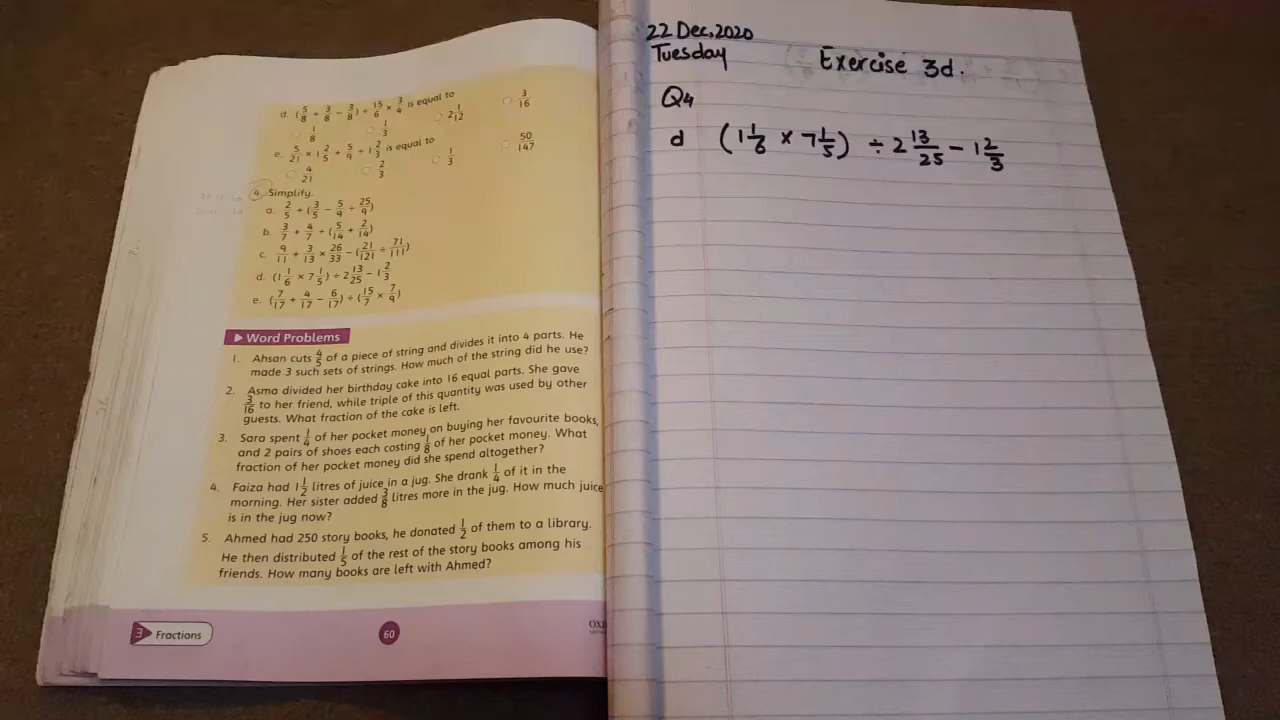 d. (5/8 + 3/8 − 3/8) ÷ 15/6 × 3/4 is equal to
1/8 1/3 2 1/12 3/16
e. 5/21 × 1 2/5 + 5/9 ÷ 1 2/3 is equal to
4/21 2/3 1/3 50/147
4. Simplify.
a. 2/5 ÷ (3/5 − 5/9 ÷ 25/9)
b. 3/7 + 4/7 ÷ (5/14 + 2/14)
c. 9/11 + 3/13 × 26/33 − (21/121 ÷ 71/111)
d. (1 1/6 × 7 1/5) ÷ 2 13/25 − 1 2/3
e. (7/17 + 4/17 − 6/17) ÷ (15/7 × 7/9)
Word Problems
1. Ahsan cuts 4/5 of a piece of string and divides it into 4 parts. He
made 3 such sets of strings. How much of the string did he use?
2. Asma divided her birthday cake into 16 equal parts. She gave
3/16 to her friend, while triple of this quantity was used by other
guests. What fraction of the cake is left.
3. Sara spent 1/4 of her pocket money on buying her favourite books,
and 2 pairs of shoes each costing 1/8 of her pocket money. What
fraction of her pocket money did she spend altogether?
4. Faiza had 1 1/2 litres of juice in a jug. She drank 1/4 of it in the
morning. Her sister added 3/8 litres more in the jug. How much juice
is in the jug now?
5. Ahmed had 250 story books, he donated 1/2 of them to a library.
He then distributed 1/5 of the rest of the story books among his
friends. How many books are left with Ahmed?
3 Fractions
60
22 Dec, 2020
Tuesday
Exercise 3d.
Q4
d (1 1/6 × 7 1/5) ÷ 2 13/25 − 1 2/3